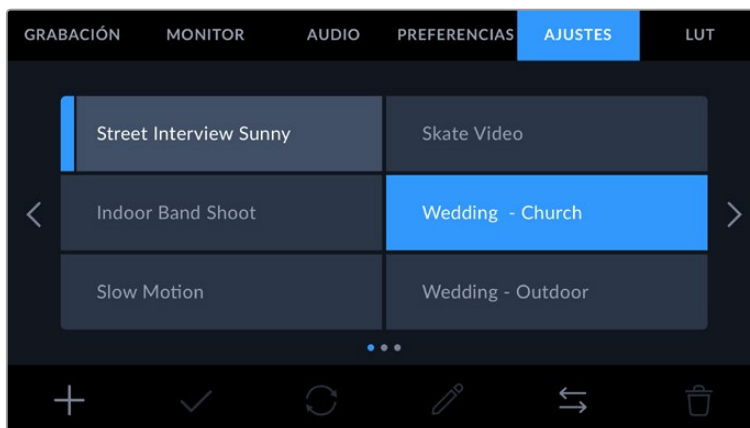 GRABACIÓN MONITOR AUDIO PREFERENCIAS AJUSTES LUT
Street Interview Sunny Skate Video
Indoor Band Shoot Wedding - Church
Slow Motion Wedding - Outdoor